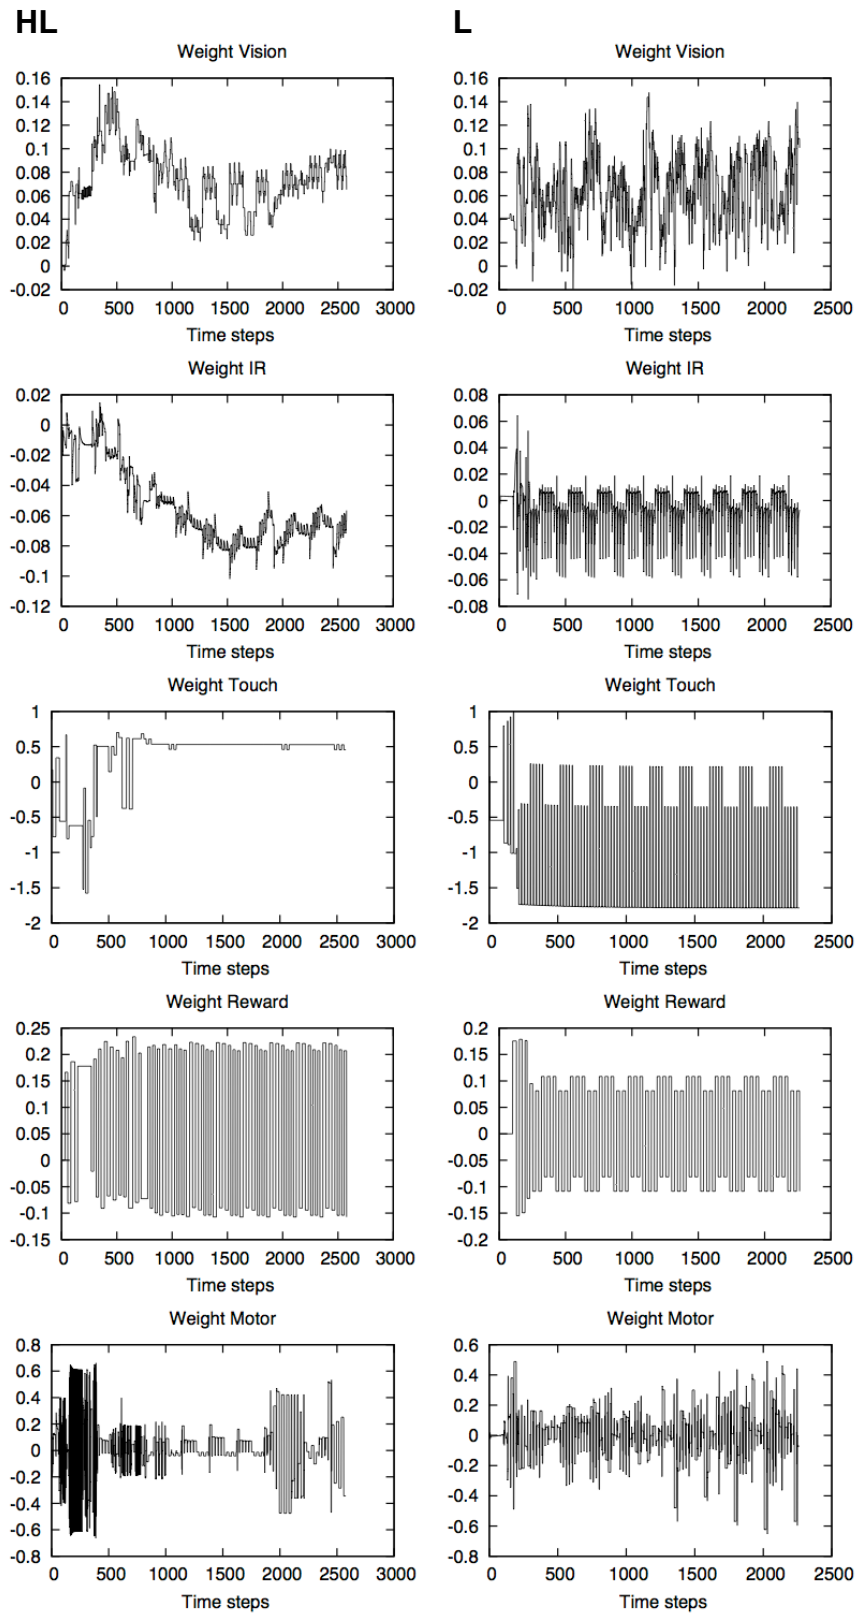 HL L
Weight Vision Weight Vision
0.16 0.16
0.14 0.14
0.12 0.12
0.1 0.1
0.08 0.08
0.06 0.06
0.04 0.04
0.02 0.02
0 0
-0.02 -0.02
0 500 1000 1500 2000 2500 3000 0 500 1000 1500 2000 2500
Time steps Time steps
Weight IR Weight IR
0.02 0.08
0 0.06
-0.02 0.04
-0.04 0.02
-0.06 0
-0.08 -0.02
-0.1 -0.04
-0.12 -0.06
-0.08
0 500 1000 1500 2000 2500 3000 0 500 1000 1500 2000 2500
Time steps Time steps
Weight Touch Weight Touch
1 1
0.5 0.5
0 0
-0.5 -0.5
-1 -1
-1.5 -1.5
-2 -2
0 500 1000 1500 2000 2500 3000 0 500 1000 1500 2000 2500
Time steps Time steps
Weight Reward Weight Reward
0.25 0.2
0.2 0.15
0.15 0.1
0.1 0.05
0.05 0
0 -0.05
-0.05 -0.1
-0.1 -0.15
-0.15 -0.2
0 500 1000 1500 2000 2500 3000 0 500 1000 1500 2000 2500
Time steps Time steps
Weight Motor Weight Motor
0.8 0.6
0.6 0.4
0.4 0.2
0.2 0
0 -0.2
-0.2 -0.4
-0.4 -0.6
-0.6 -0.8
-0.8
0 500 1000 1500 2000 2500 3000 0 500 1000 1500 2000 2500
Time steps Time steps